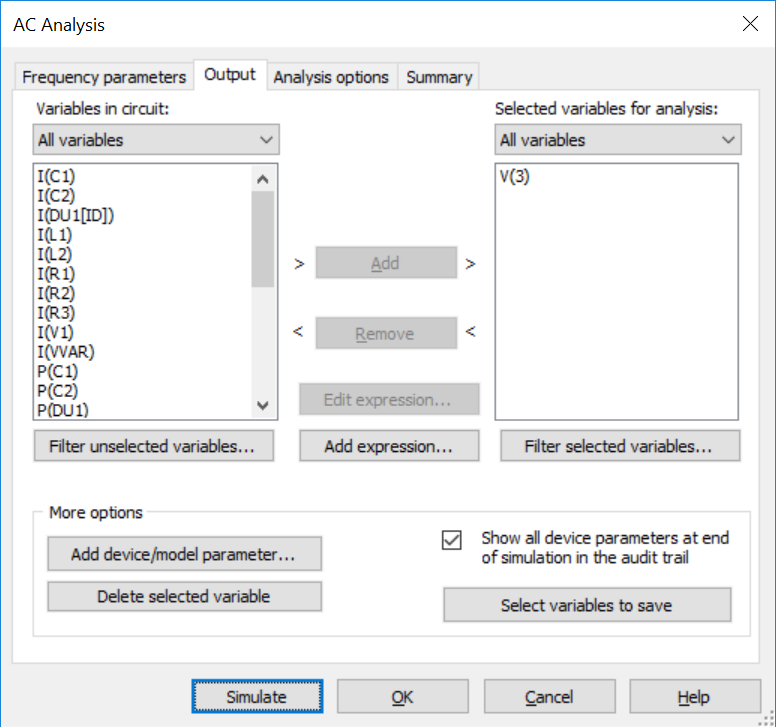 AC Analysis
Frequency parameters
Output
Analysis options
Summary
Variables in circuit:
All variables
I(C1)
I(C2)
I(DU1[ID])
I(L1)
I(L2)
I(R1)
I(R2)
I(R3)
I(V1)
I(VVAR)
P(C1)
P(C2)
P(DU1)
Filter unselected variables...
> Add >
< Remove <
Edit expression...
Add expression...
Selected variables for analysis:
All variables
V(3)
Filter selected variables...
More options
Add device/model parameter...
Delete selected variable
Show all device parameters at end
of simulation in the audit trail
Select variables to save
Simulate
OK
Cancel
Help